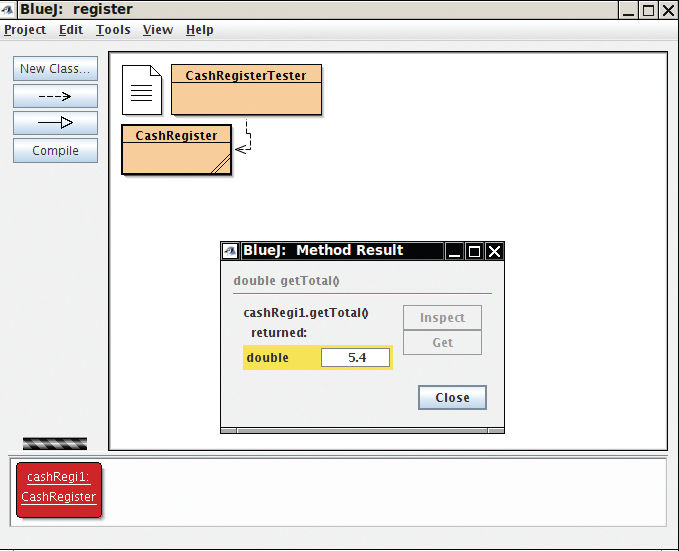 BlueJ: register
Project Edit Tools View Help
New Class...
Compile
CashRegisterTester
CashRegister
BlueJ: Method Result
double getTotal()
cashRegi1.getTotal()
returned:
double 5.4
Inspect
Get
Close
cashRegi1:
CashRegister